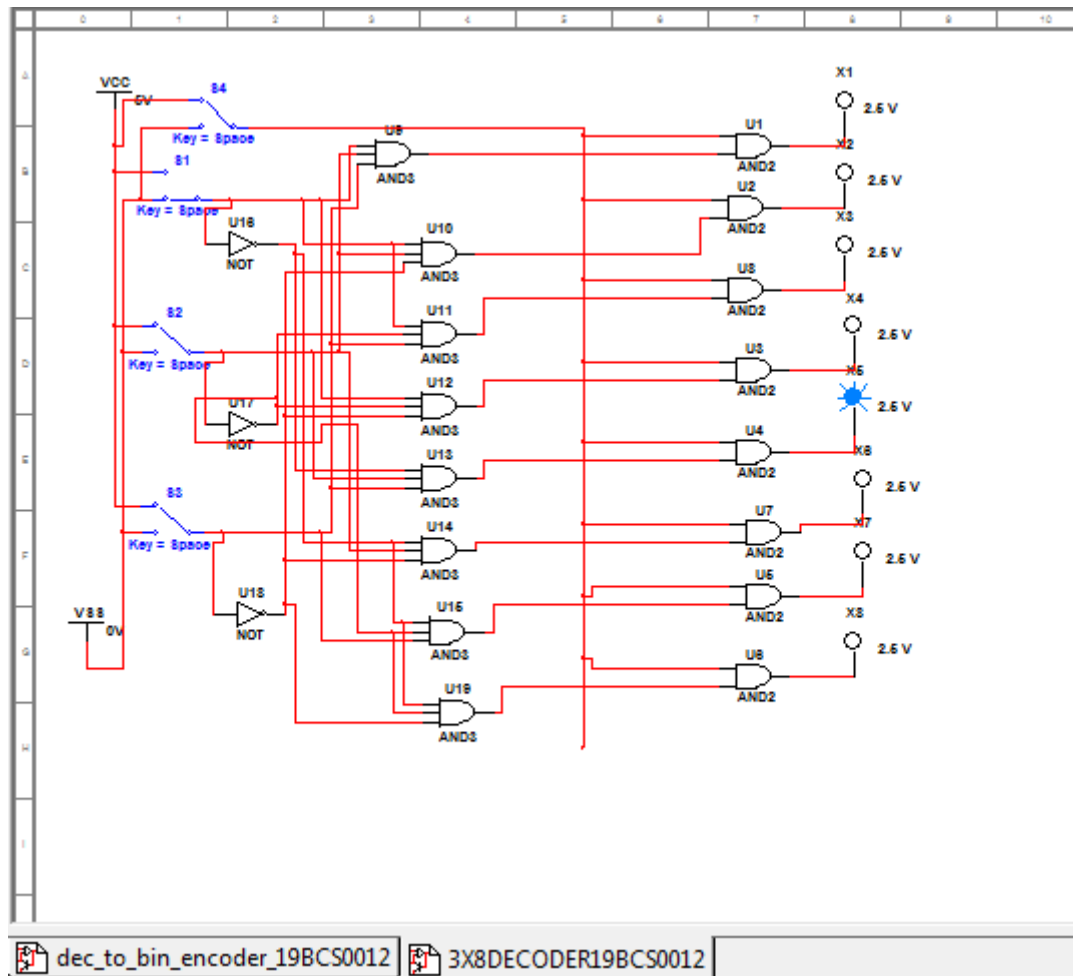 0 1 2 3 4 5 6 7 8 10
VCC
5V
S4
Key = Space
S1
Key = Space
U16
NOT
S2
Key = Space
U17
NOT
S3
Key = Space
U18
NOT
VSS
0V
U9
AND3
U10
AND3
U11
AND3
U12
AND3
U13
AND3
U14
AND3
U15
AND3
U19
AND3
U1
AND2
U2
AND2
AND2
U3
AND2
U4
AND2
U7
AND2
U5
AND2
U6
AND2
X1
2.5 V
X2
2.5 V
X3
2.5 V
X4
2.5 V
X5
2.5 V
X6
2.5 V
X7
2.5 V
X8
2.5 V
dec_to_bin_encoder_19BCS0012
3X8DECODER19BCS0012